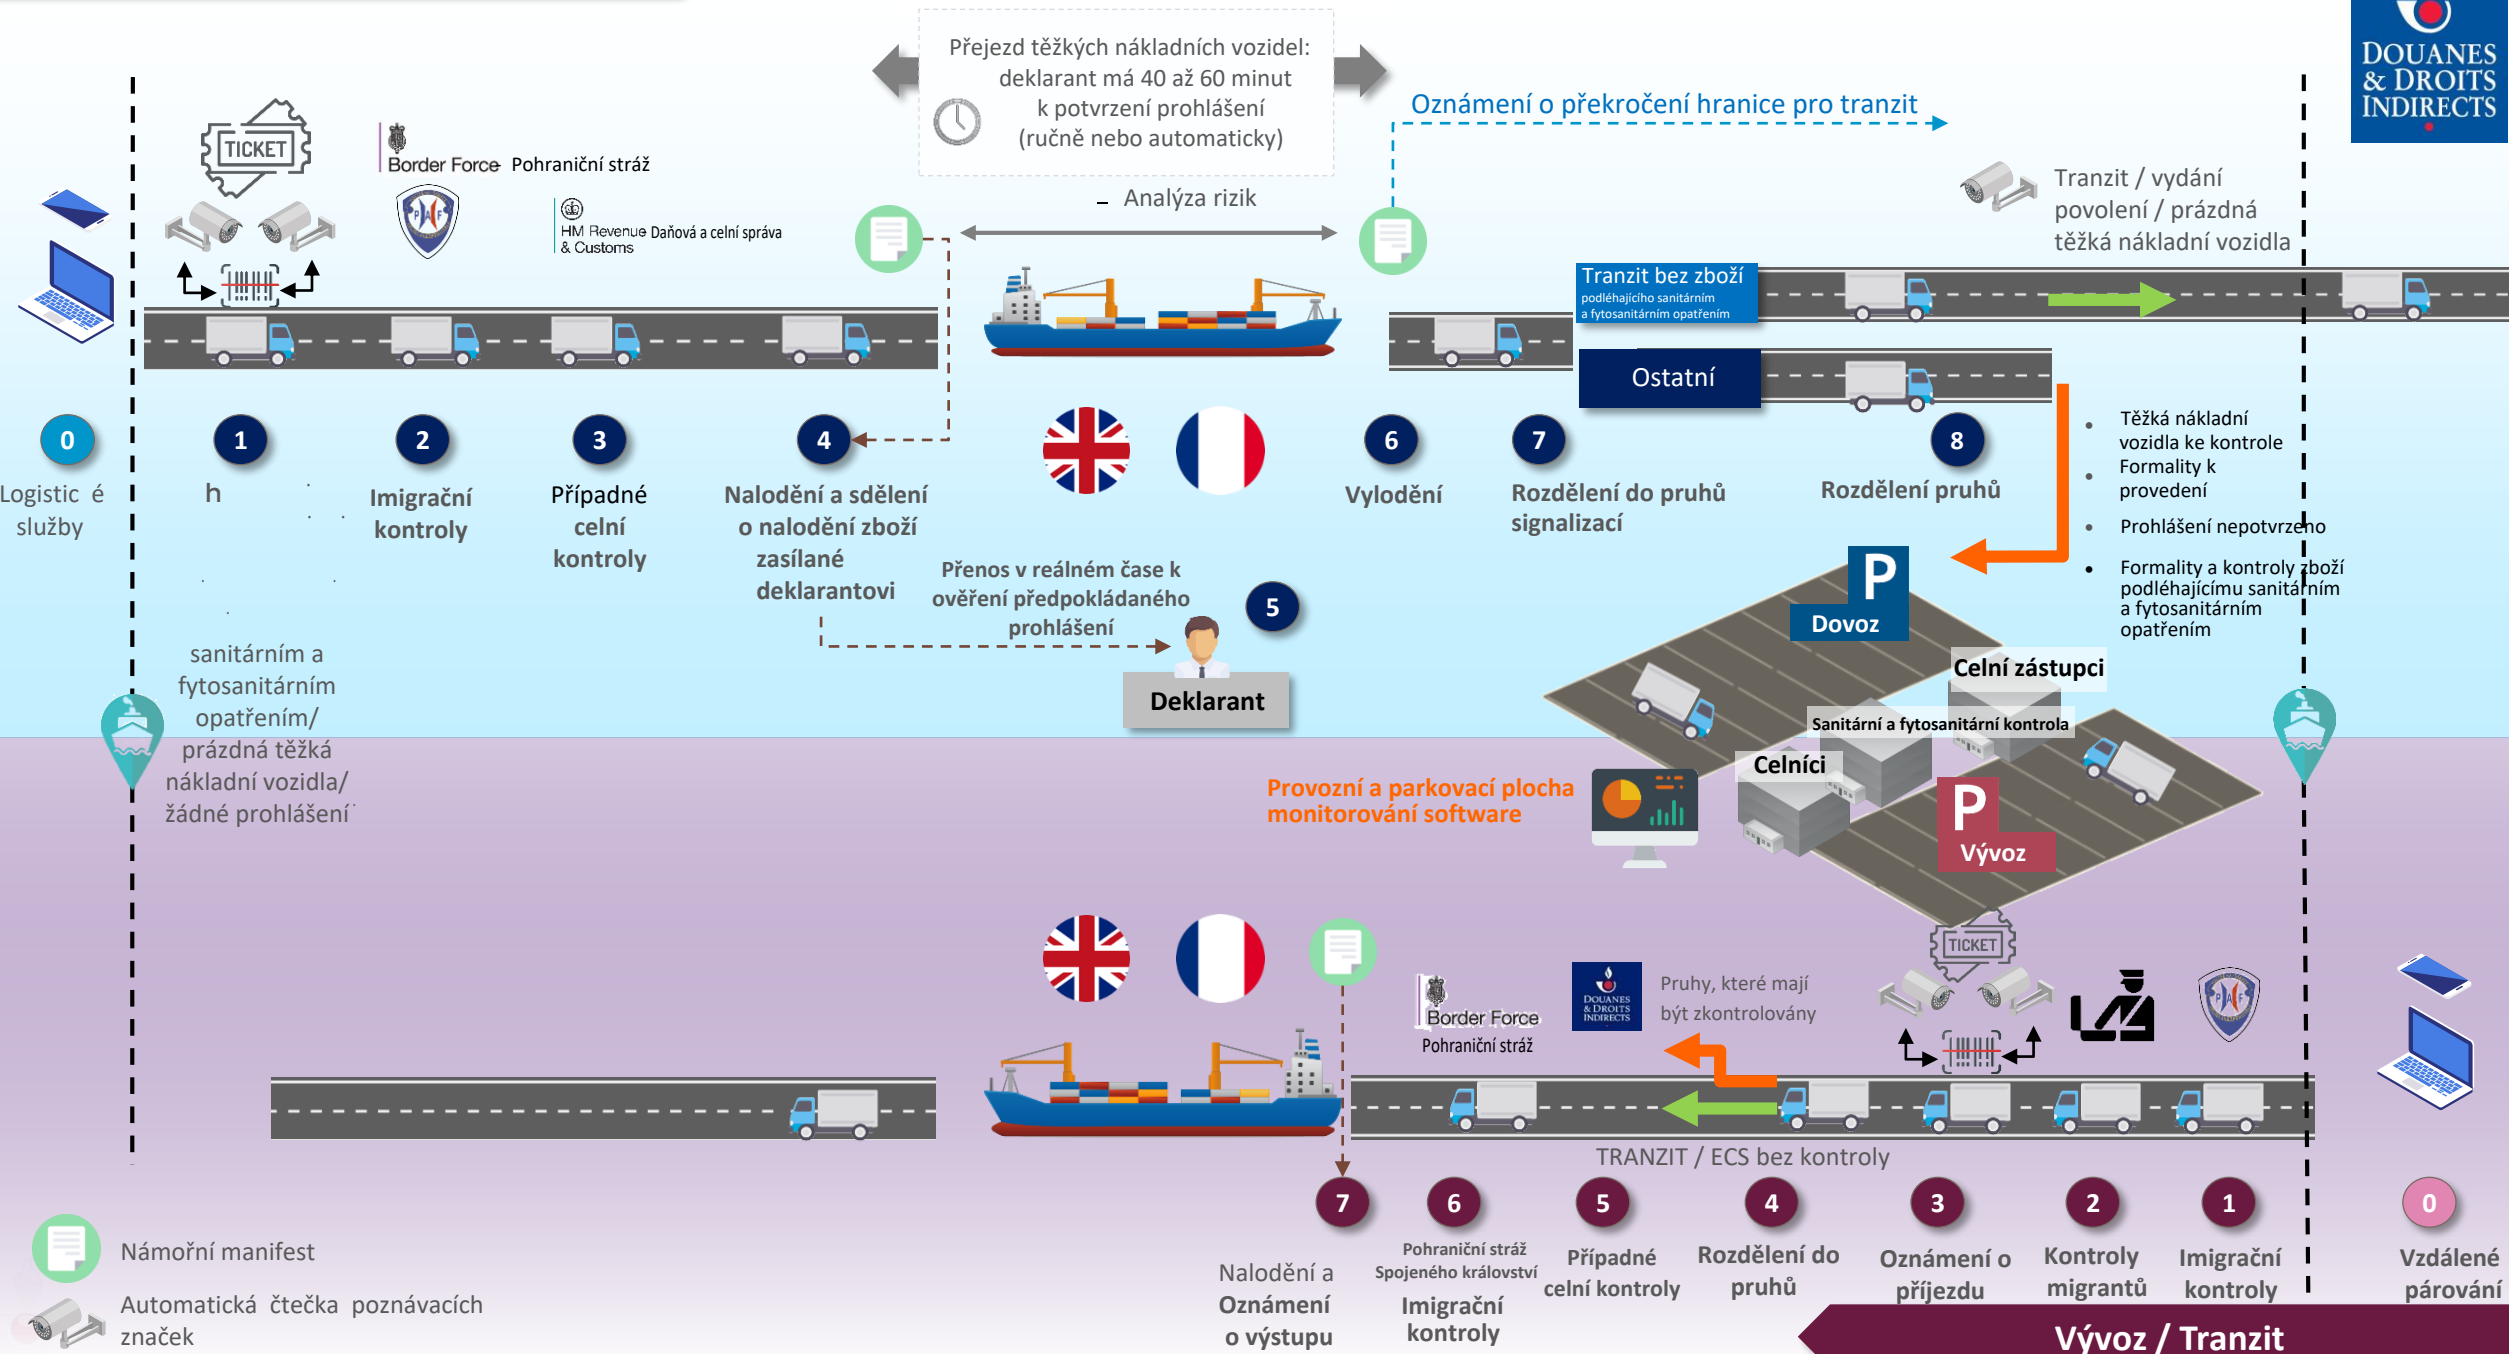 Přejezd těžkých nákladních vozidel:
deklarant má 40 až 60 minut
k potvrzení prohlášení
(ručně nebo automaticky)
Analýza rizik
Oznámení o překročení hranice pro tranzit
DOUANES
& DROITS
INDIRECTS
TICKET
Border Force Pohraniční stráž
PAF
HM Revenue Daňová a celní správa
& Customs
Tranzit / vydání
povolení / prázdná
těžká nákladní vozidla
Tranzit bez zboží
podléhajícího sanitárním
a fytosanitárním opatřením
Ostatní
0
1
2
3
4
6
7
8
Logistic é
služby
h
Imigrační
kontroly
Případné
celní
kontroly
Nalodění a sdělení
o nalodění zboží
zasílané
deklarantovi
Vylodění
Rozdělení do pruhů
signalizací
Rozdělení pruhů
• Těžká nákladní
vozidla ke kontrole
• Formality k
provedení
• Prohlášení nepotvrzeno
• Formality a kontroly zboží
podléhajícímu sanitárním
a fytosanitárním
opatřením
Přenos v reálném čase k
ověření předpokládaného
prohlášení
5
Deklarant
sanitárním a
fytosanitárním
opatřením/
prázdná těžká
nákladní vozidla/
žádné prohlášení
P
Dovoz
Celní zástupci
Sanitární a fytosanitární kontrola
Celníci
P
Vývoz
Provozní a parkovací plocha
monitorování software
TICKET
Border Force
Pohraniční stráž
DOUANES
& DROITS
INDIRECTS
Pruhy, které mají
být zkontrolovány
PAF
TRANZIT / ECS bez kontroly
7
6
5
4
3
2
1
0
Nalodění a
Oznámení
o výstupu
Pohraniční stráž
Spojeného království
Imigrační
kontroly
Případné
celní kontroly
Rozdělení do
pruhů
Oznámení o
příjezdu
Kontroly
migrantů
Imigrační
kontroly
Vzdálené
párování
Námořní manifest
Automatická čtečka poznávacích
značek
Vývoz / Tranzit